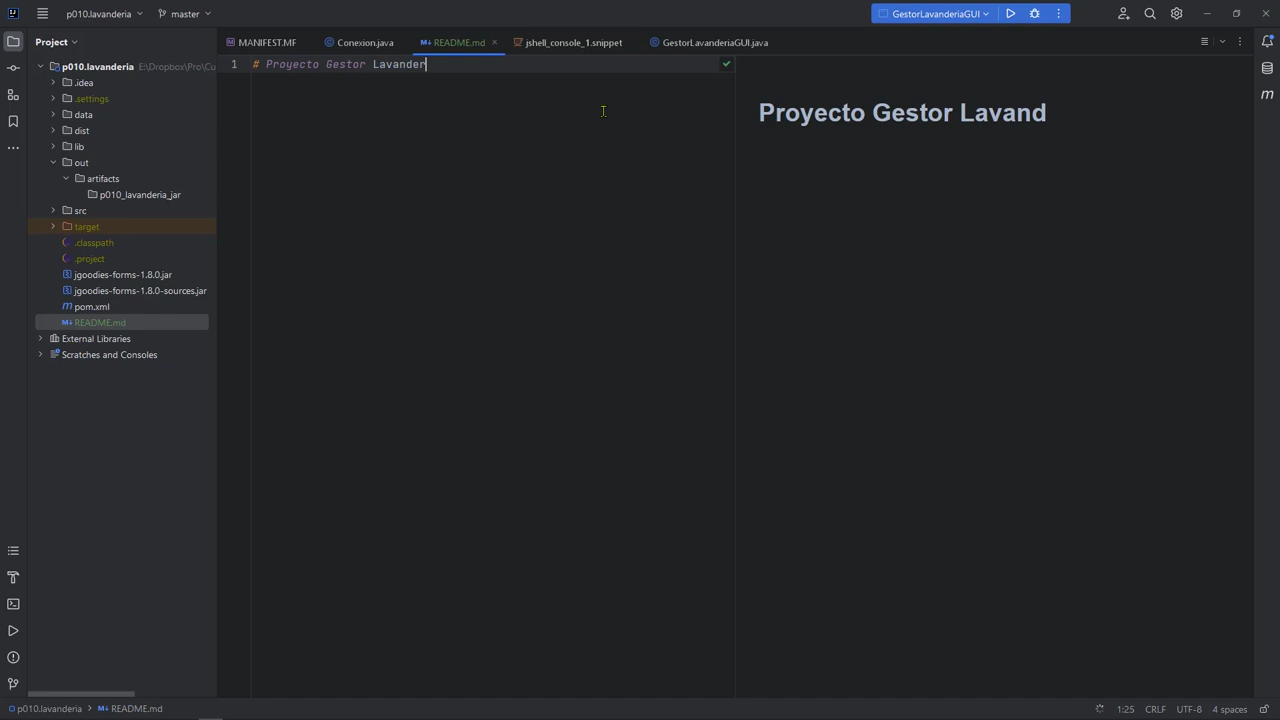 p010.lavanderia
master
GestorLavanderiaGUI
Project
MANIFEST.MF
Conexion.java
README.md
jshell_console_1.snippet
GestorLavanderiaGUI.java
p010.lavanderia E:\Dropbox\Pro\Cu
.idea
.settings
data
dist
lib
out
artifacts
p010_lavanderia_jar
src
target
.classpath
.project
jgoodies-forms-1.8.0.jar
jgoodies-forms-1.8.0-sources.jar
pom.xml
README.md
External Libraries
Scratches and Consoles
1 # Proyecto Gestor Lavander
Proyecto Gestor Lavand
p010.lavanderia > README.md
1:25 CRLF UTF-8 4 spaces